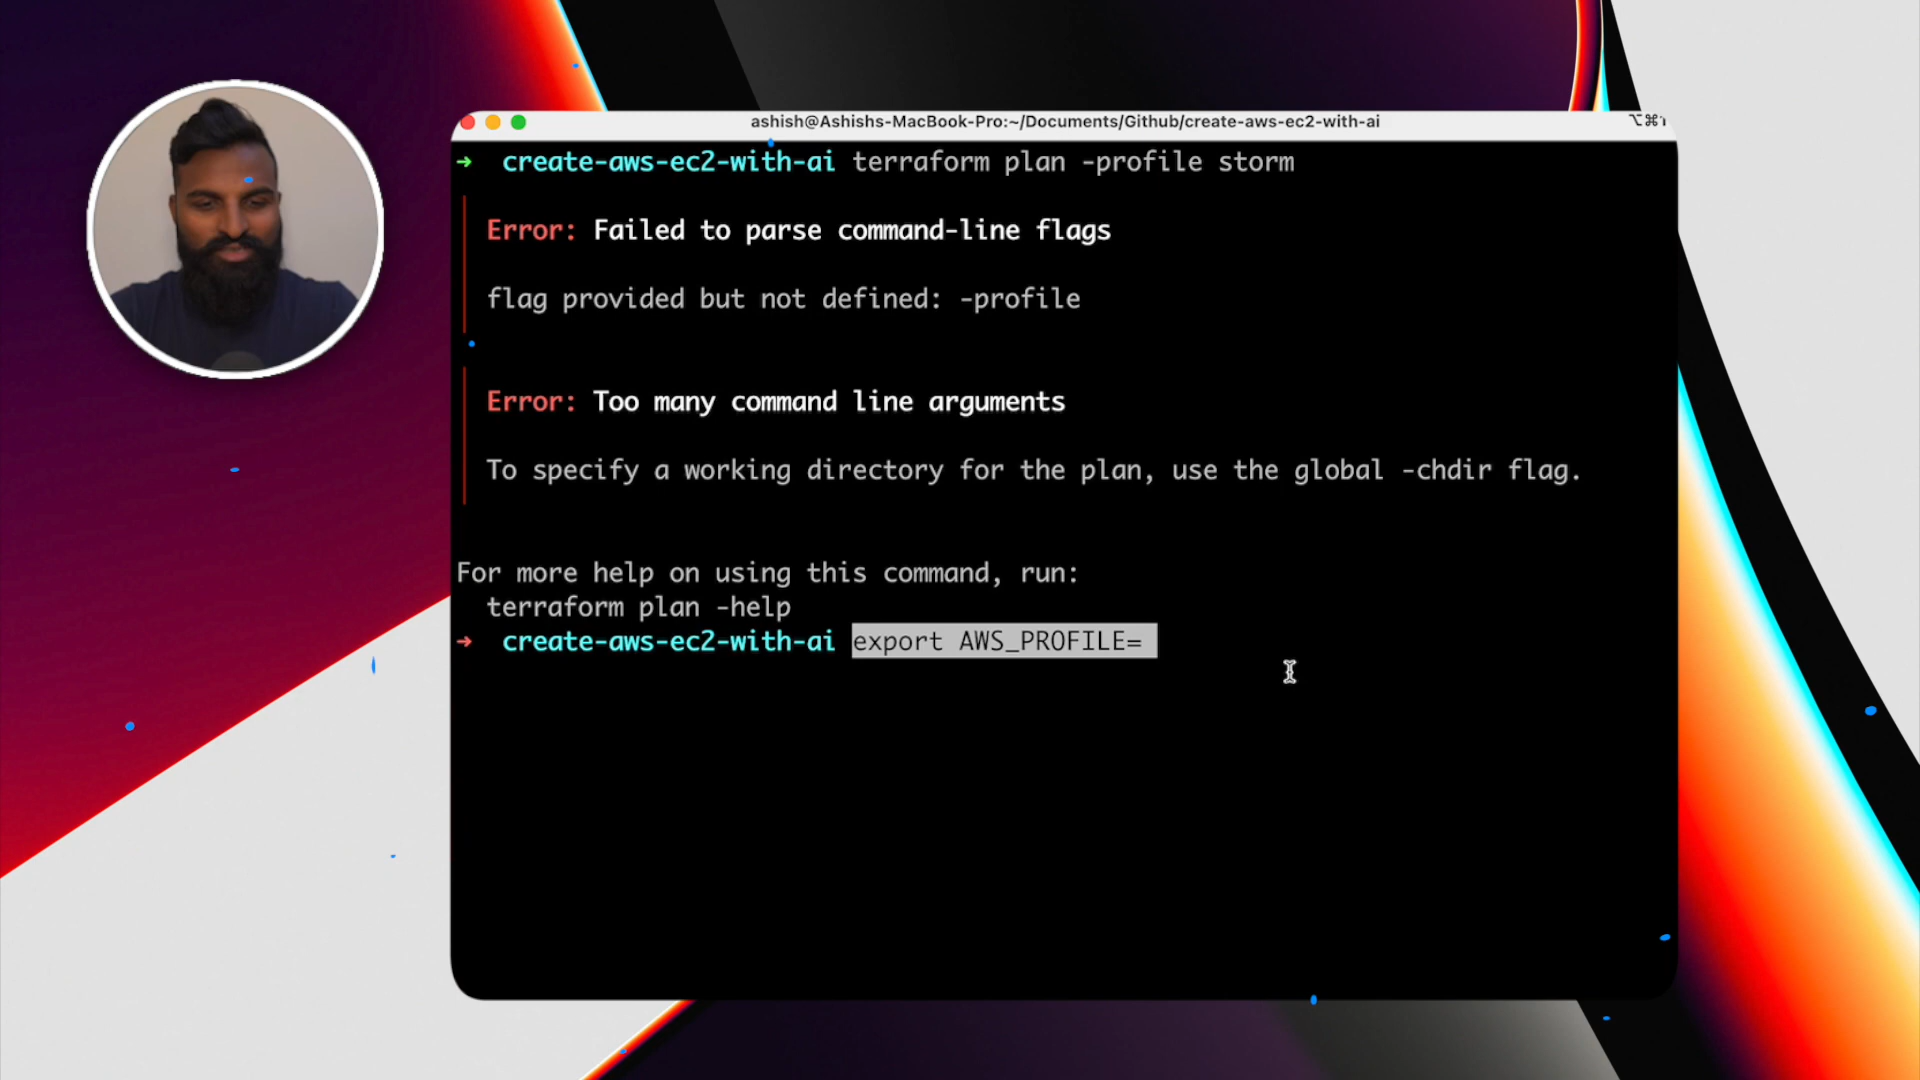 ashish@Ashishs-MacBook-Pro:~/Documents/Github/create-aws-ec2-with-ai
➜ create-aws-ec2-with-ai terraform plan -profile storm
Error: Failed to parse command-line flags
flag provided but not defined: -profile
Error: Too many command line arguments
To specify a working directory for the plan, use the global -chdir flag.
For more help on using this command, run:
terraform plan -help
➜ create-aws-ec2-with-ai export AWS_PROFILE=